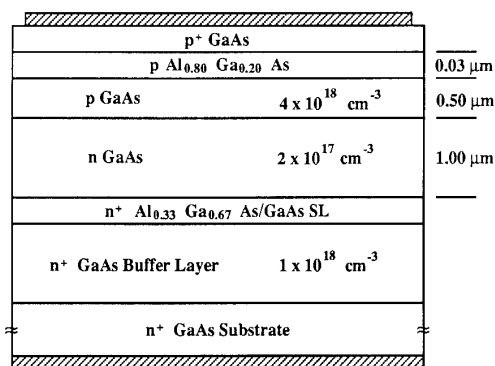 p⁺ GaAs
p Al₀.₈₀ Ga₀.₂₀ As 0.03 μm
p GaAs 4 x 10¹⁸ cm⁻³ 0.50 μm
n GaAs 2 x 10¹⁷ cm⁻³ 1.00 μm
n⁺ Al₀.₃₃ Ga₀.₆₇ As/GaAs SL
n⁺ GaAs Buffer Layer 1 x 10¹⁸ cm⁻³
n⁺ GaAs Substrate